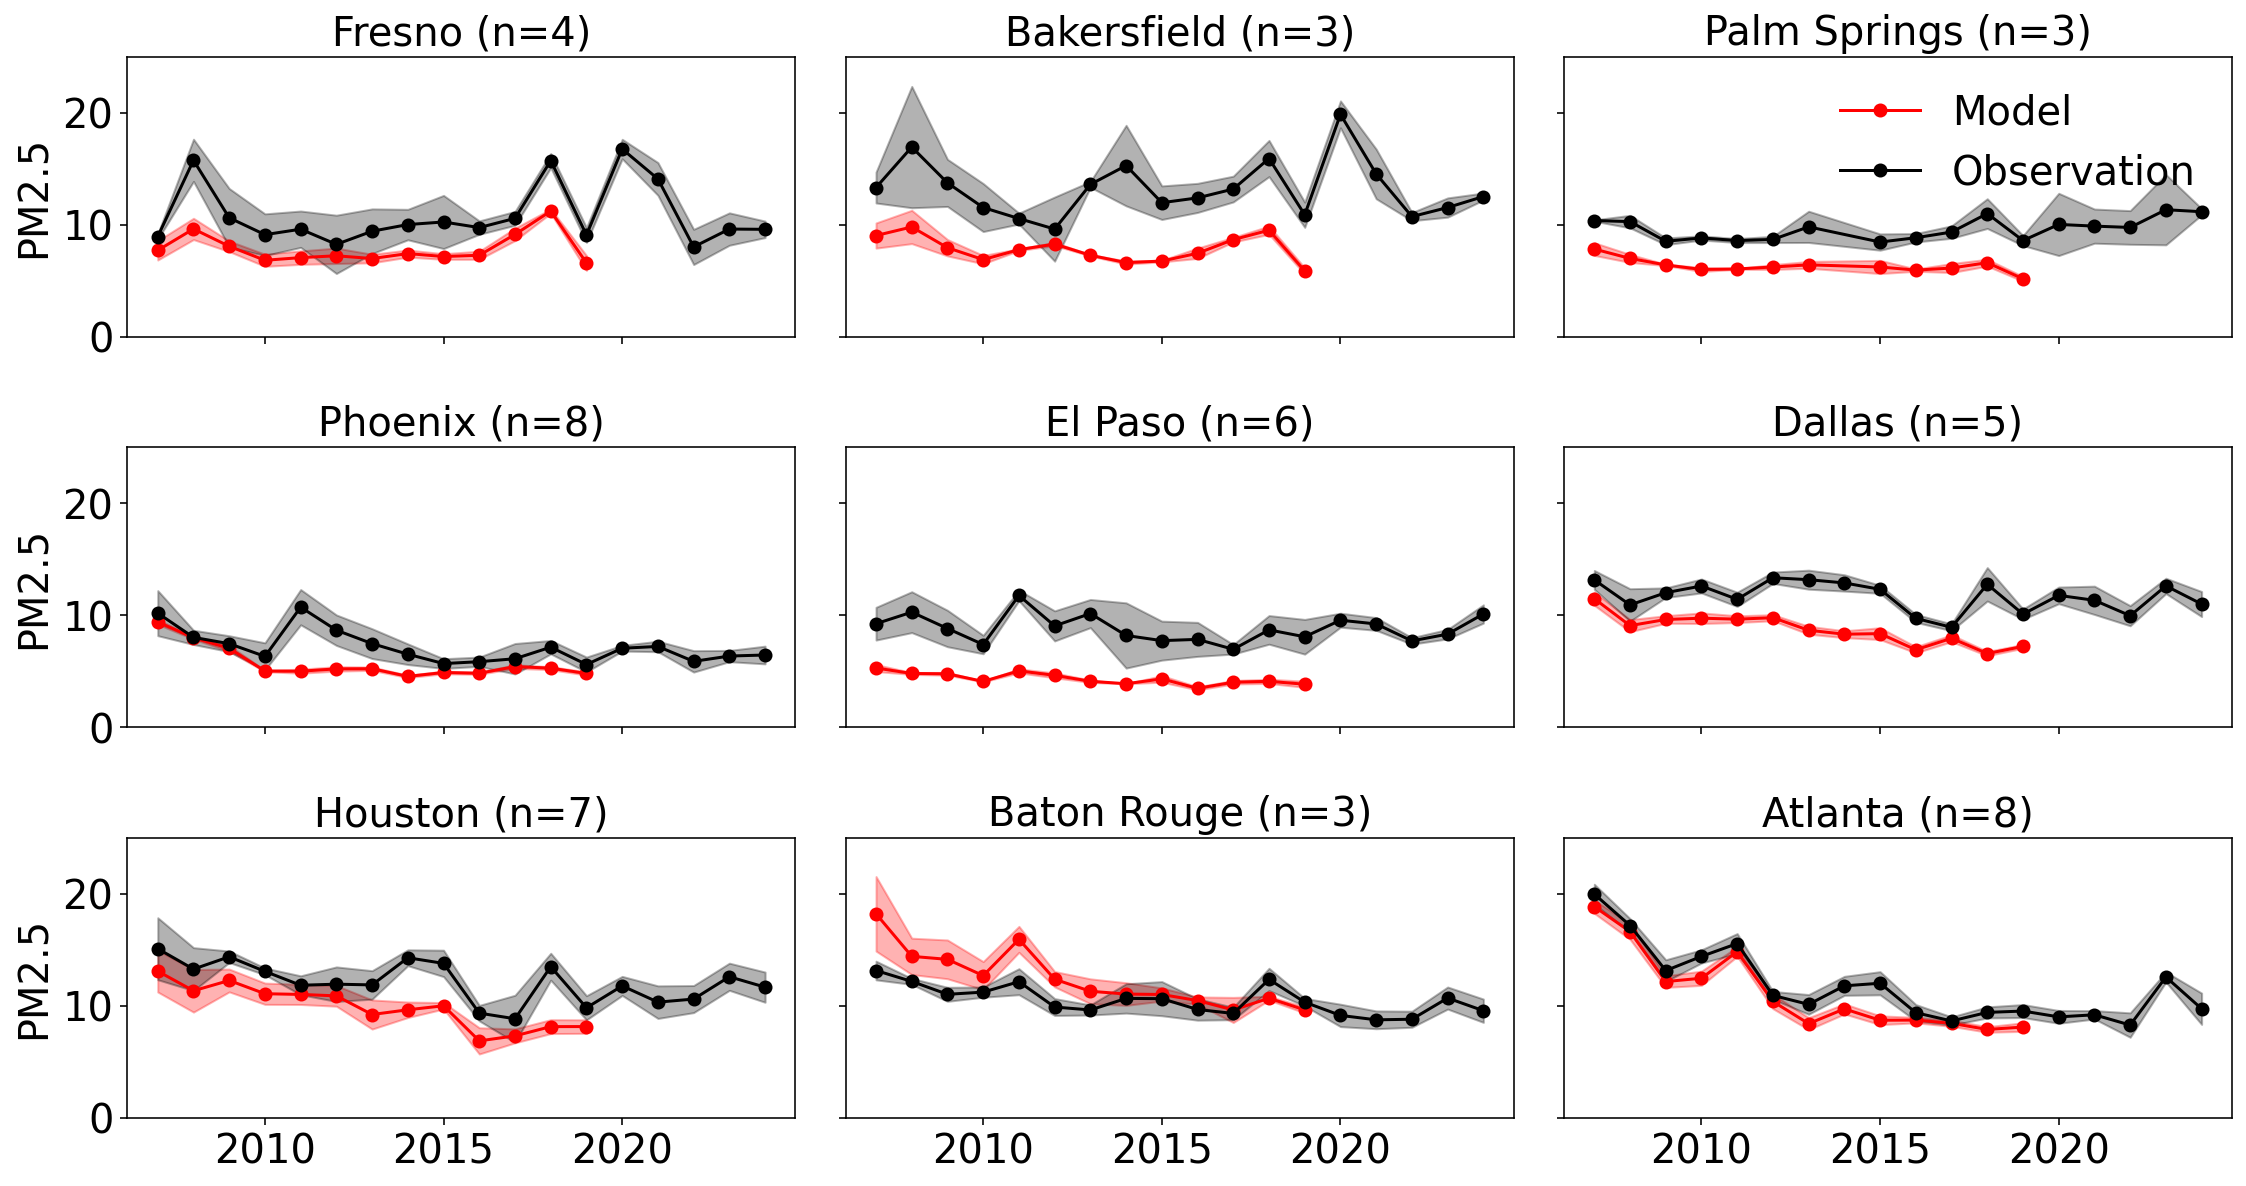 Fresno (n=4)
Bakersfield (n=3)
Palm Springs (n=3)
PM2.5
20
10
0
Model
Observation
Phoenix (n=8)
El Paso (n=6)
Dallas (n=5)
PM2.5
20
10
0
Houston (n=7)
Baton Rouge (n=3)
Atlanta (n=8)
PM2.5
20
10
0
2010 2015 2020
2010 2015 2020
2010 2015 2020